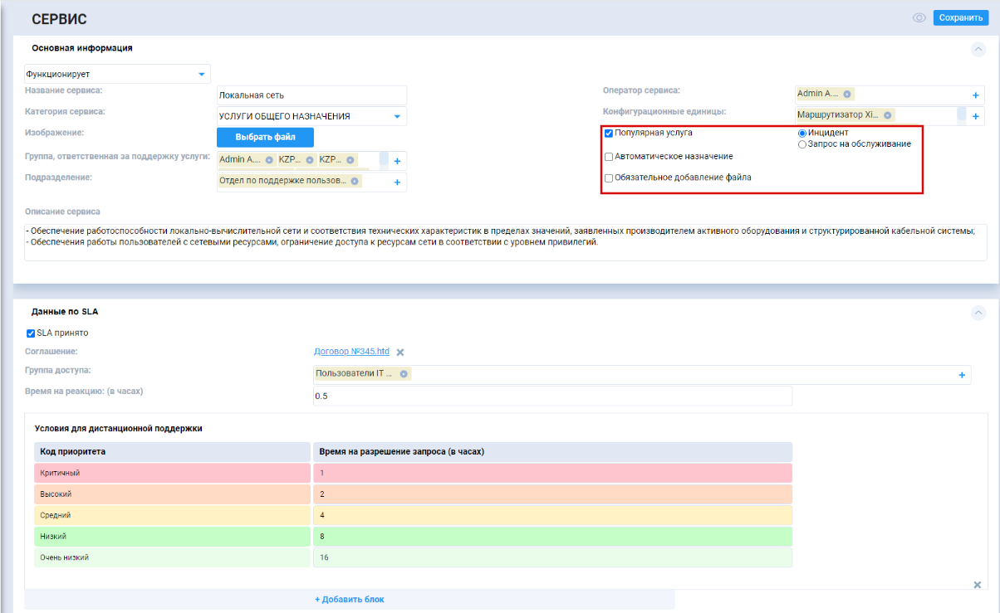 СЕРВИС
Сохранить
Основная информация
Функционирует
Название сервиса:
Локальная сеть
Категория сервиса:
УСЛУГИ ОБЩЕГО НАЗНАЧЕНИЯ
Изображение:
Выбрать файл
Группа, ответственная за поддержку услуги:
Admin A.... KZP... KZP... +
Подразделение:
Отдел по поддержке пользов... +
Оператор сервиса:
Admin A.... +
Конфигурационные единицы:
Маршрутизатор Xi... +
Популярная услуга
Инцидент
Запрос на обслуживание
Автоматическое назначение
Обязательное добавление файла
Описание сервиса
- Обеспечение работоспособности локально-вычислительной сети и соответствия технических характеристик в пределах значений, заявленных производителем активного оборудования и структурированной кабельной системы;
- Обеспечения работы пользователей с сетевыми ресурсами, ограничение доступа к ресурсам сети в соответствии с уровнем привилегий.
Данные по SLA
SLA принято
Соглашение:
Договор №345.htd
Группа доступа:
Пользователи IT ... +
Время на реакцию: (в часах)
0.5
Условия для дистанционной поддержки
Код приоритета Время на разрешение запроса (в часах)
Критичный 1
Высокий 2
Средний 4
Низкий 8
Очень низкий 16
+ Добавить блок